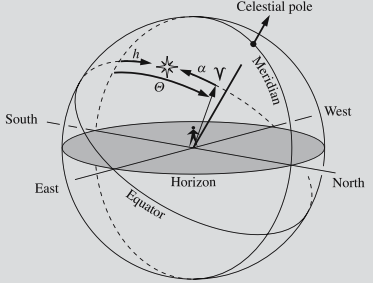 Celestial pole
h
α
ϒ
Θ
Meridian
South
West
East
Horizon
North
Equator